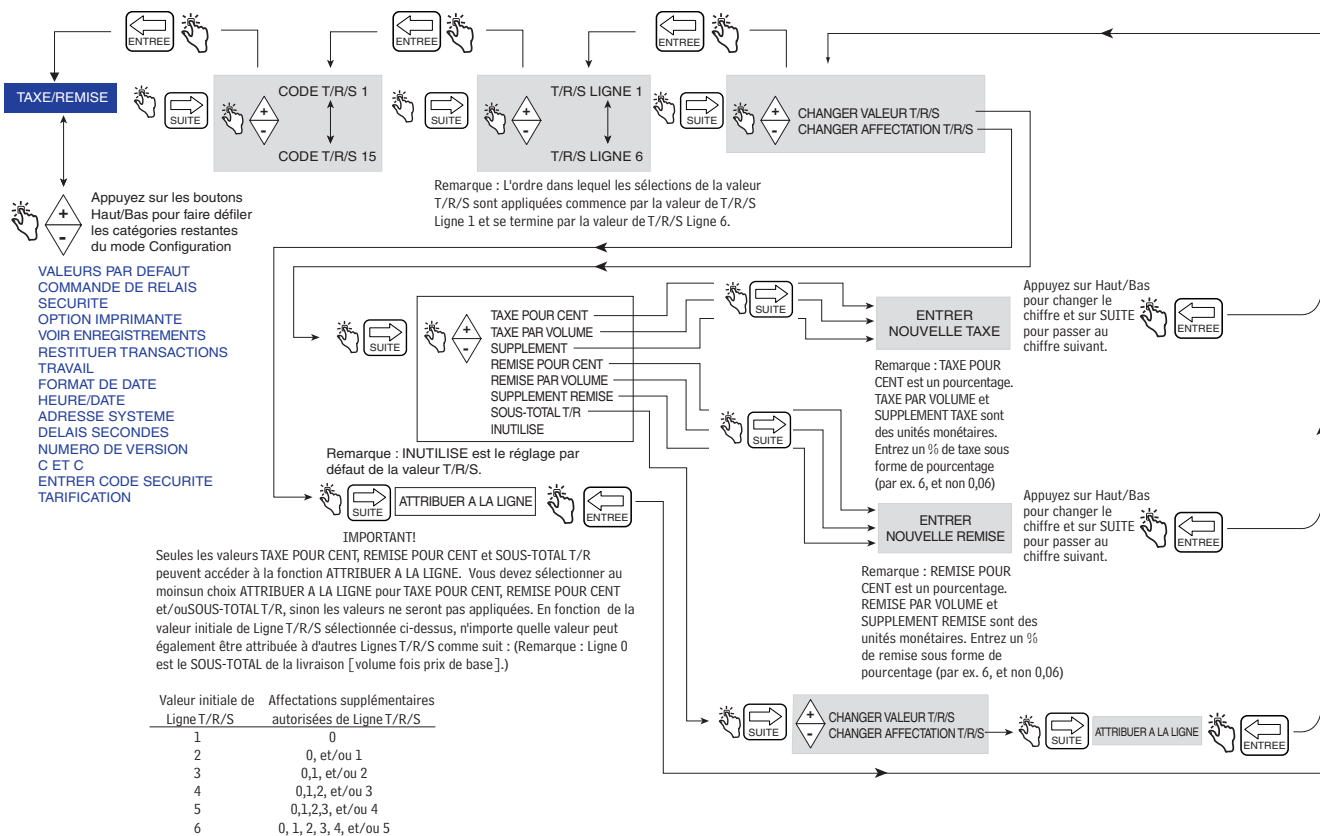 ENTREE
ENTREE
ENTREE
TAXE/REMISE
SUITE
+
-
CODE T/R/S 1
CODE T/R/S 15
SUITE
+
-
T/R/S LIGNE 1
T/R/S LIGNE 6
SUITE
+
-
CHANGER VALEUR T/R/S
CHANGER AFFECTATION T/R/S
Remarque : L'ordre dans lequel les sélections de la valeur
T/R/S sont appliquées commence par la valeur de T/R/S
Ligne 1 et se termine par la valeur de T/R/S Ligne 6.
+
-
Appuyez sur les boutons
Haut/Bas pour faire défiler
les catégories restantes
du mode Configuration
VALEURS PAR DEFAUT
COMMANDE DE RELAIS
SECURITE
OPTION IMPRIMANTE
VOIR ENREGISTREMENTS
RESTITUER TRANSACTIONS
TRAVAIL
FORMAT DE DATE
HEURE/DATE
ADRESSE SYSTEME
DELAIS SECONDES
NUMERO DE VERSION
C ET C
ENTRER CODE SECURITE
TARIFICATION
SUITE
+
-
TAXE POUR CENT
TAXE PAR VOLUME
SUPPLEMENT
REMISE POUR CENT
REMISE PAR VOLUME
SUPPLEMENT REMISE
SOUS-TOTAL T/R
INUTILISE
SUITE
ENTRER
NOUVELLE TAXE
Appuyez sur Haut/Bas
pour changer le
chiffre et sur SUITE
pour passer au
chiffre suivant.
ENTREE
Remarque : TAXE POUR
CENT est un pourcentage.
TAXE PAR VOLUME et
SUPPLEMENT TAXE sont
des unités monétaires.
Entrez un % de taxe sous
forme de pourcentage
(par ex. 6, et non 0,06)
SUITE
ENTRER
NOUVELLE REMISE
Appuyez sur Haut/Bas
pour changer le
chiffre et sur SUITE
pour passer au
chiffre suivant.
ENTREE
Remarque : REMISE POUR
CENT est un pourcentage.
REMISE PAR VOLUME et
SUPPLEMENT REMISE sont des
unités monétaires. Entrez un %
de remise sous forme de
pourcentage (par ex. 6, et non 0,06)
Remarque : INUTILISE est le réglage par
défaut de la valeur T/R/S.
SUITE
ATTRIBUER A LA LIGNE
ENTREE
IMPORTANT!
Seules les valeurs TAXE POUR CENT, REMISE POUR CENT et SOUS-TOTAL T/R
peuvent accéder à la fonction ATTRIBUER A LA LIGNE. Vous devez sélectionner au
moinsun choix ATTRIBUER A LA LIGNE pour TAXE POUR CENT, REMISE POUR CENT
et/ouSOUS-TOTAL T/R, sinon les valeurs ne seront pas appliquées. En fonction de la
valeur initiale de Ligne T/R/S sélectionnée ci-dessus, n'importe quelle valeur peut
également être attribuée à d'autres Lignes T/R/S comme suit : (Remarque : Ligne 0
est le SOUS-TOTAL de la livraison [volume fois prix de base].)
SUITE
+
-
CHANGER VALEUR T/R/S
CHANGER AFFECTATION T/R/S
SUITE
ATTRIBUER A LA LIGNE
ENTREE
Valeur initiale de Affectations supplémentaires
Ligne T/R/S autorisées de Ligne T/R/S
1 0
2 0, et/ou 1
3 0,1, et/ou 2
4 0,1,2, et/ou 3
5 0,1,2,3, et/ou 4
6 0, 1, 2, 3, 4, et/ou 5